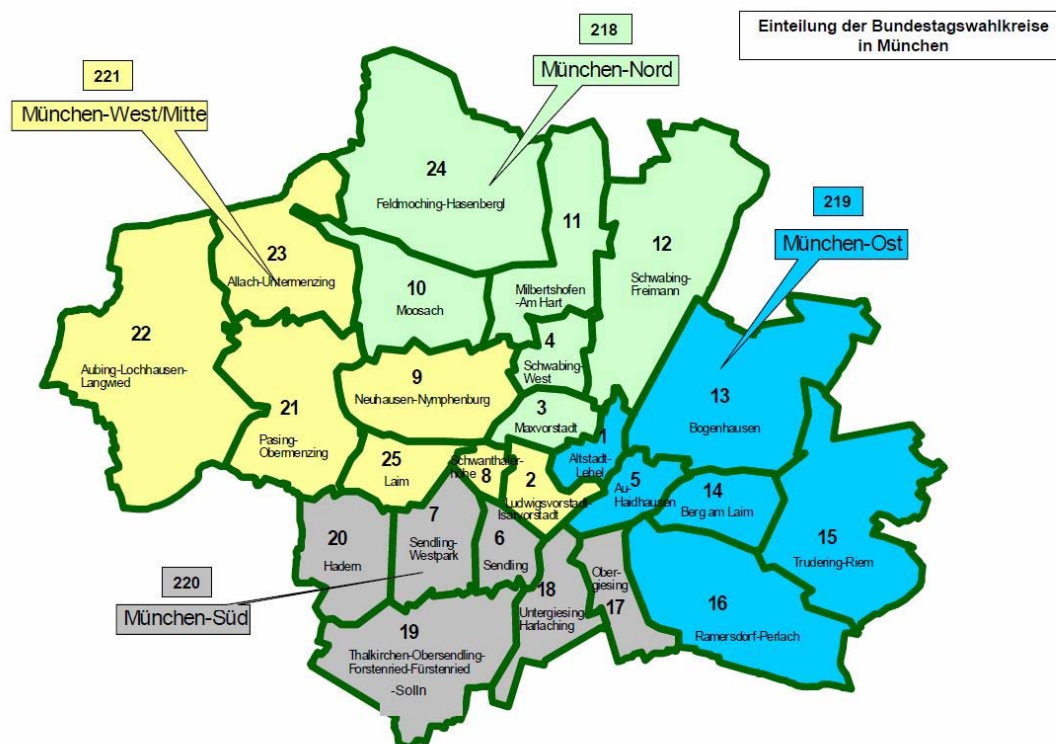 Einteilung der Bundestagswahlkreise
in München
218
München-Nord
221
München-West/Mitte
219
München-Ost
24
Feldmoching-Hasenbergl
11
Milbertshofen
-Am Hart
12
Schwabing-
Freimann
23
Allach-Untermenzing
10
Moosach
22
Aubing-Lochhausen-
Langwied
4
Schwabing-
West
9
Neuhausen-Nymphenburg
3
Maxvorstadt
13
Bogenhausen
21
Pasing-
Obermenzing
1
Altstadt-
Lehel
25
Laim
Schwanthaler-
höhe
8
2
Ludwigsvorstadt-
Isarvorstadt
5
Au-
Haidhausen
14
Berg am Laim
15
Trudering-Riem
20
Hadern
7
Sendling-
Westpark
6
Sendling
220
München-Süd
18
Untergiesing-
Harlaching
Ober-
giesing
17
16
Ramersdorf-Perlach
19
Thalkirchen-Obersendling-
Forstenried-Fürstenried
-Solln